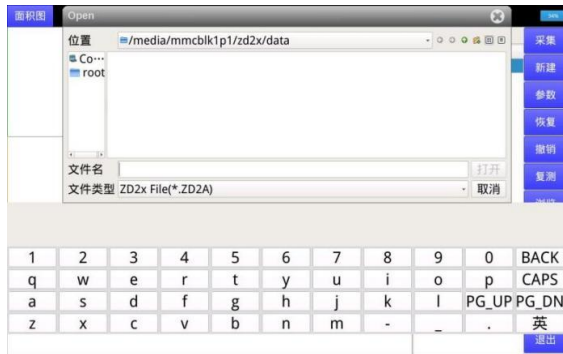 面积图 Open
位置 /media/mmcblk1p1/zd2x/data 采集
Co… 新建
root
参数
恢复
撤销
文件名 打开 复测
文件类型 ZD2x File(*.ZD2A) 取消
1 2 3 4 5 6 7 8 9 0 BACK
q w e r t y u i o p CAPS
a s d f g h j k l PG_UP PG_DN
z x c v b n m - _ . 英
退出